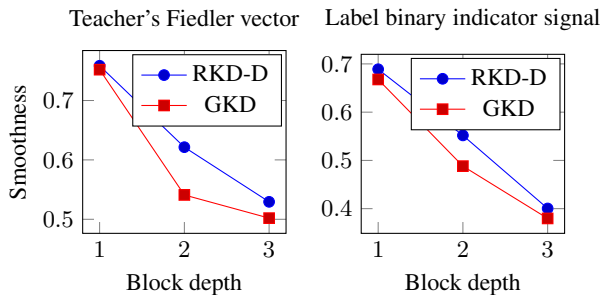 Teacher's Fiedler vector
Label binary indicator signal
Smoothness
0.7
0.6
0.5
RKD-D
GKD
1 2 3
Block depth
0.7
0.6
0.5
0.4
RKD-D
GKD
1 2 3
Block depth